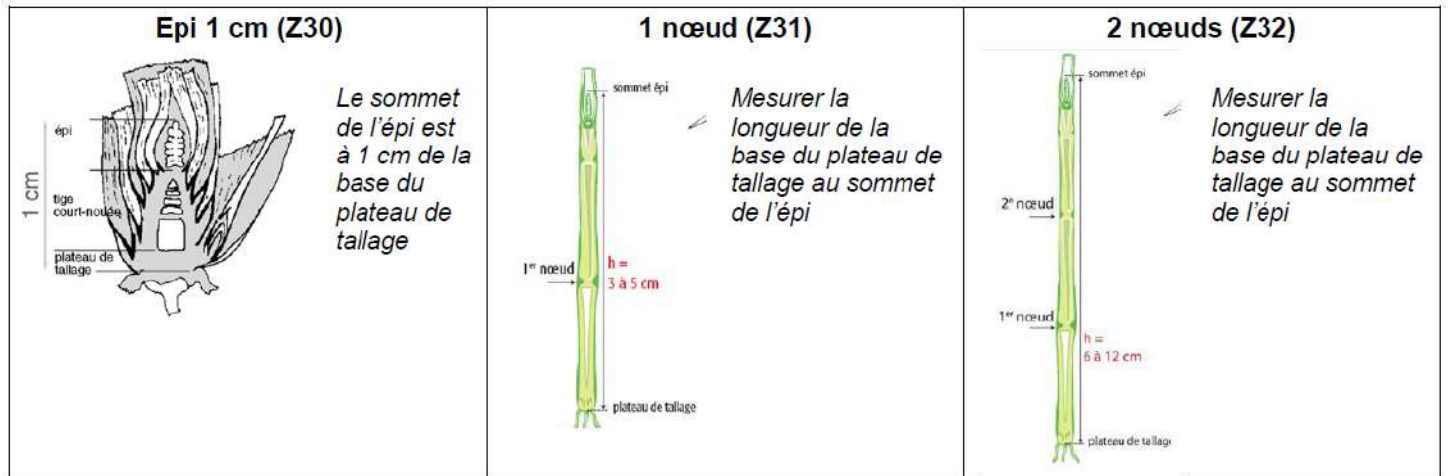 Epi 1 cm (Z30)
1 cm
épi
tige
court-nouée
plateau de
tallage
Le sommet
de l'épi est
à 1 cm de la
base du
plateau de
tallage
1 nœud (Z31)
sommet épi
1er nœud
h =
3 à 5 cm
plateau de tallage
Mesurer la
longueur de la
base du plateau de
tallage au sommet
de l'épi
2 nœuds (Z32)
sommet épi
2e nœud
1er nœud
h =
6 à 12 cm
plateau de tallage
Mesurer la
longueur de la
base du plateau de
tallage au sommet
de l'épi